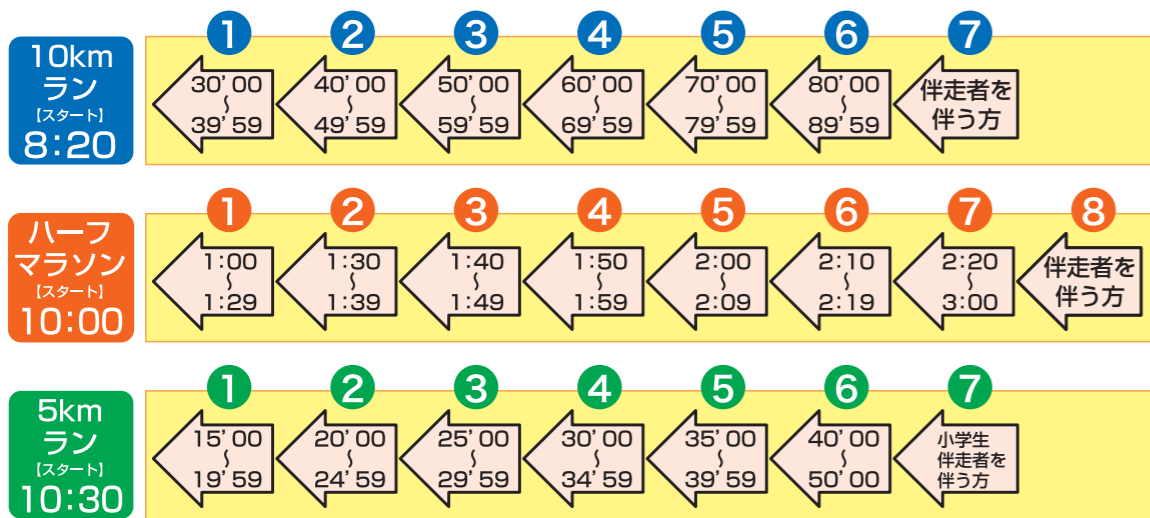 10km
ラン
【スタート】
8:20
1 2 3 4 5 6 7
30’00 〜 39’59
40’00 〜 49’59
50’00 〜 59’59
60’00 〜 69’59
70’00 〜 79’59
80’00 〜 89’59
伴走者を
伴う方
ハーフ
マラソン
【スタート】
10:00
1 2 3 4 5 6 7 8
1:00 〜 1:29
1:30 〜 1:39
1:40 〜 1:49
1:50 〜 1:59
2:00 〜 2:09
2:10 〜 2:19
2:20 〜 3:00
伴走者を
伴う方
5km
ラン
【スタート】
10:30
1 2 3 4 5 6 7
15’00 〜 19’59
20’00 〜 24’59
25’00 〜 29’59
30’00 〜 34’59
35’00 〜 39’59
40’00 〜 50’00
小学生
伴走者を
伴う方